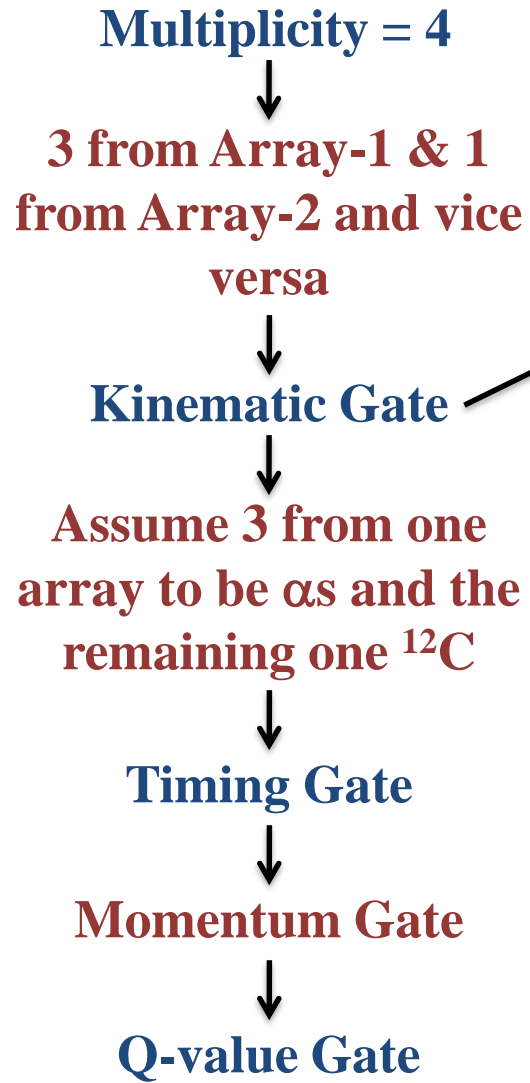 Multiplicity = 4
3 from Array-1 & 1
from Array-2 and vice
versa
Kinematic Gate
Assume 3 from one
array to be αs and the
remaining one ¹²C
Timing Gate
Momentum Gate
Q-value Gate